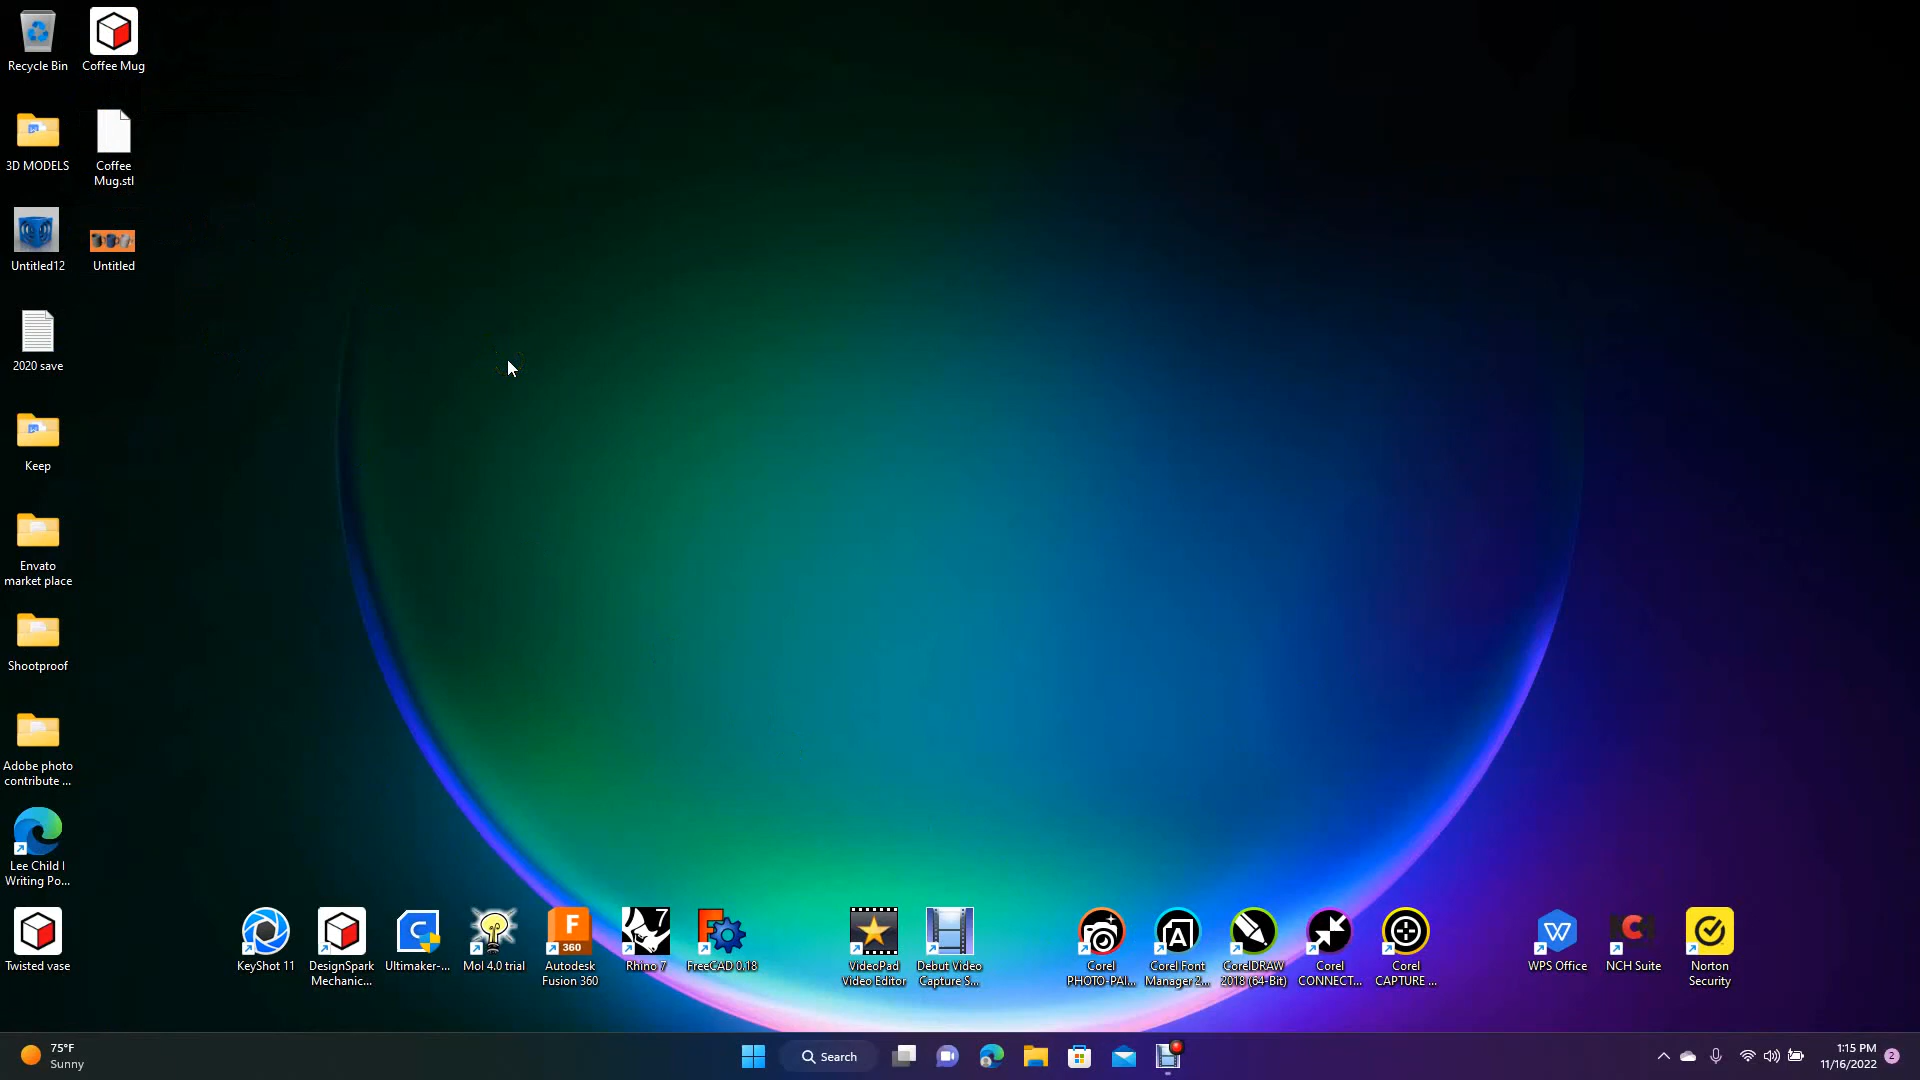 Recycle Bin
Coffee Mug
3D MODELS
Coffee
Mug.stl
Untitled12
Untitled
2020 save
Keep
Envato
market place
Shootproof
Adobe photo
contribute ...
Lee Child |
Writing Po...
Twisted vase
C
F
360
7
A
W
C
KeyShot 11
DesignSpark
Mechanic...
Ultimaker-...
MoI 4.0 trial
Autodesk
Fusion 360
Rhino 7
FreeCAD 0.18
VideoPad
Video Editor
Debut Video
Capture S...
Corel
PHOTO-PAI...
Corel Font
Manager 2...
CorelDRAW
2018 (64-Bit)
Corel
CONNECT...
Corel
CAPTURE ...
WPS Office
NCH Suite
Norton
Security
75°F
Sunny
Search
1:15 PM
11/16/2022
2